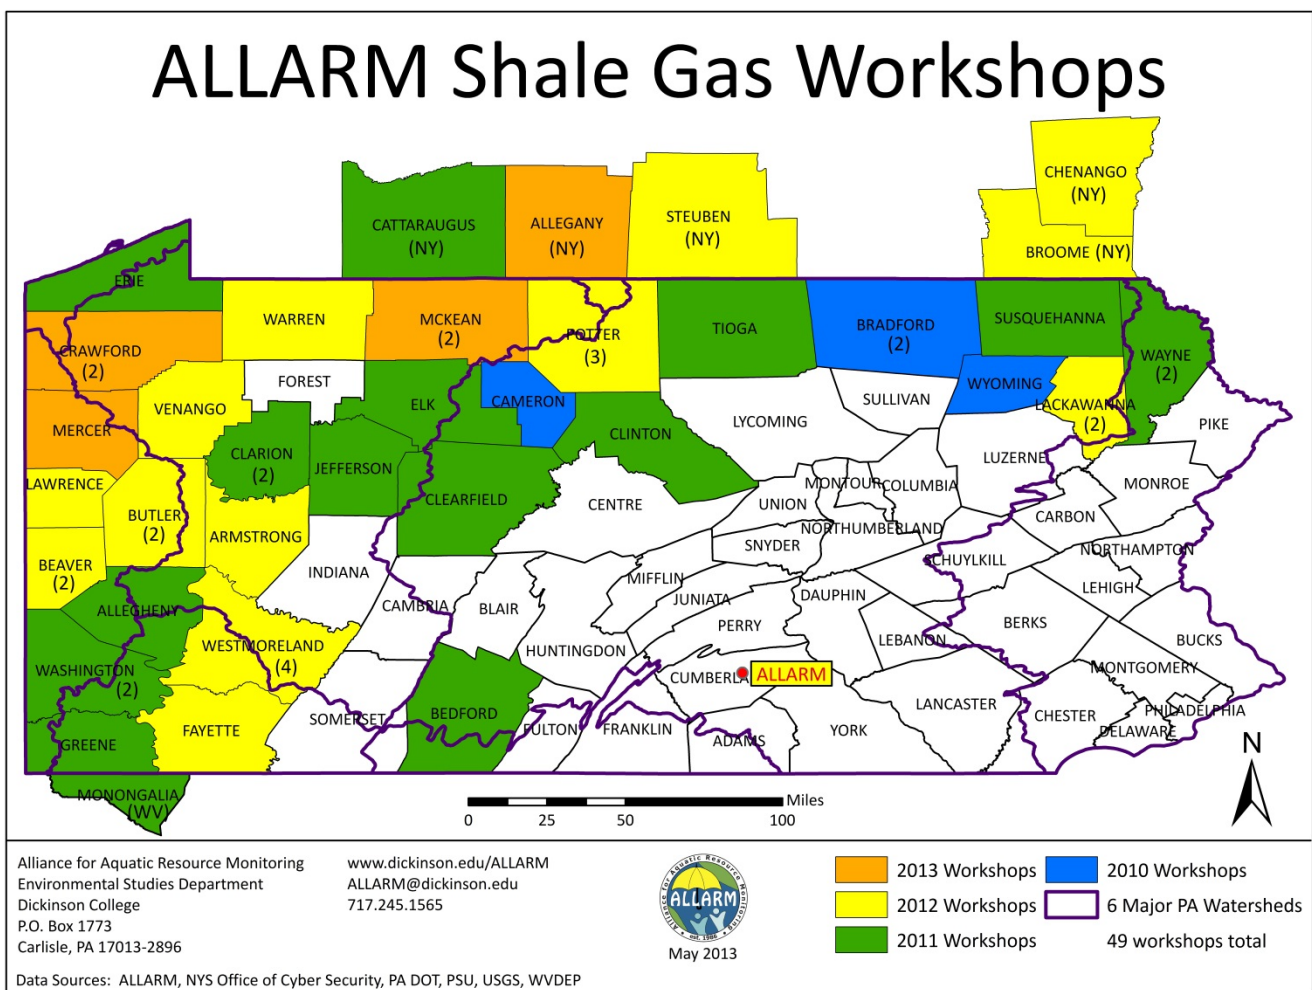 ALLARM Shale Gas Workshops
CHENANGO
(NY)
STEUBEN
(NY)
CATTARAUGUS
(NY)
ALLEGANY
(NY)
BROOME (NY)
ERIE
WARREN
MCKEAN
(2)
POTTER
(3)
TIOGA
BRADFORD
(2)
SUSQUEHANNA
CRAWFORD
(2)
WAYNE
(2)
FOREST
VENANGO
ELK
CAMERON
WYOMING
SULLIVAN
LACKAWANNA
(2)
MERCER
CLINTON
LYCOMING
PIKE
CLARION
(2)
JEFFERSON
LUZERNE
LAWRENCE
CLEARFIELD
CENTRE
UNION
MONTOUR
COLUMBIA
MONROE
BUTLER
(2)
ARMSTRONG
NORTHUMBERLAND
CARBON
SNYDER
BEAVER
(2)
INDIANA
MIFFLIN
SCHUYLKILL
NORTHAMPTON
LEHIGH
ALLEGHENY
CAMBRIA
BLAIR
JUNIATA
DAUPHIN
PERRY
BERKS
WESTMORELAND
(4)
HUNTINGDON
LEBANON
BUCKS
WASHINGTON
(2)
CUMBERLA
ALLARM
MONTGOMERY
LANCASTER
GREENE
FAYETTE
SOMERSET
BEDFORD
FULTON
FRANKLIN
ADAMS
YORK
CHESTER
PHILADELPHIA
DELAWARE
N
MONONGALIA
(WV)
Miles
0 25 50 100
Alliance for Aquatic Resource Monitoring
Environmental Studies Department
Dickinson College
P.O. Box 1773
Carlisle, PA 17013-2896
www.dickinson.edu/ALLARM
ALLARM@dickinson.edu
717.245.1565
Alliance for Aquatic Resource Monitoring
ALLARM
est. 1986
May 2013
2013 Workshops
2012 Workshops
2011 Workshops
2010 Workshops
6 Major PA Watersheds
49 workshops total
Data Sources: ALLARM, NYS Office of Cyber Security, PA DOT, PSU, USGS, WVDEP